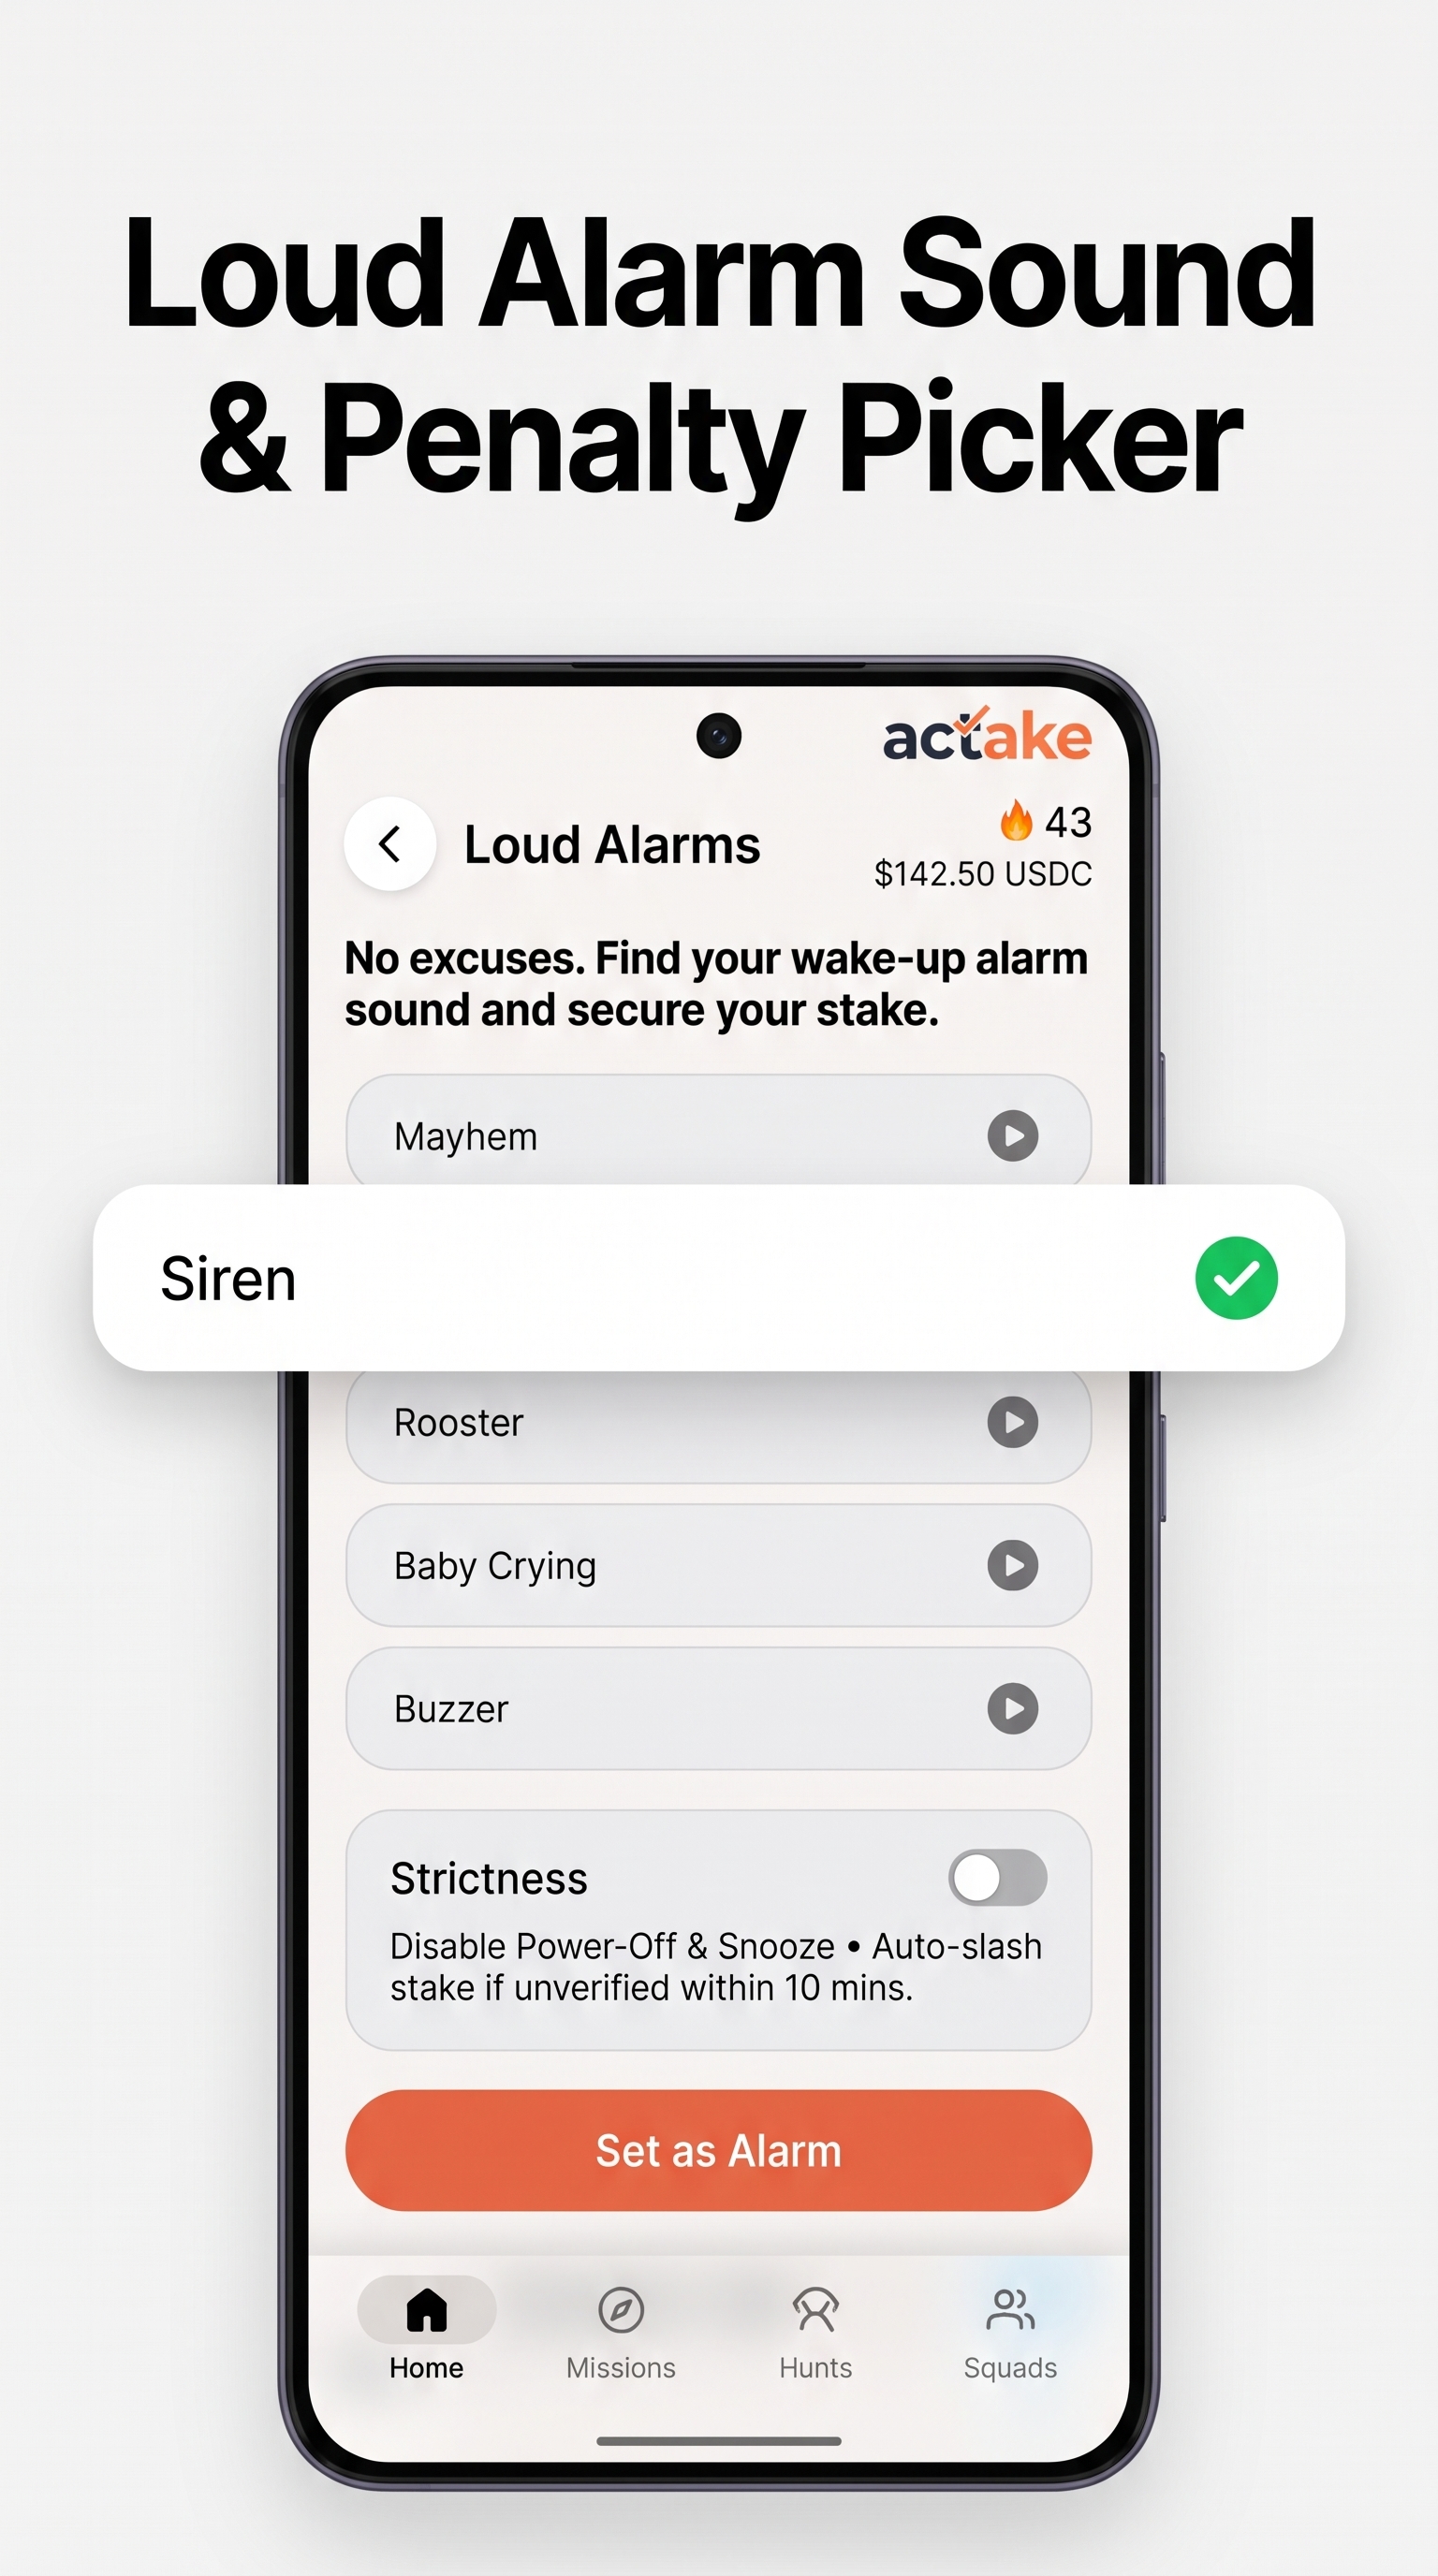 Loud Alarm Sound
& Penalty Picker
actake
Loud Alarms
🔥 43
$142.50 USDC
No excuses. Find your wake-up alarm
sound and secure your stake.
Mayhem
Siren
Rooster
Baby Crying
Buzzer
Strictness
Disable Power-Off & Snooze • Auto-slash
stake if unverified within 10 mins.
Set as Alarm
Home
Missions
Hunts
Squads